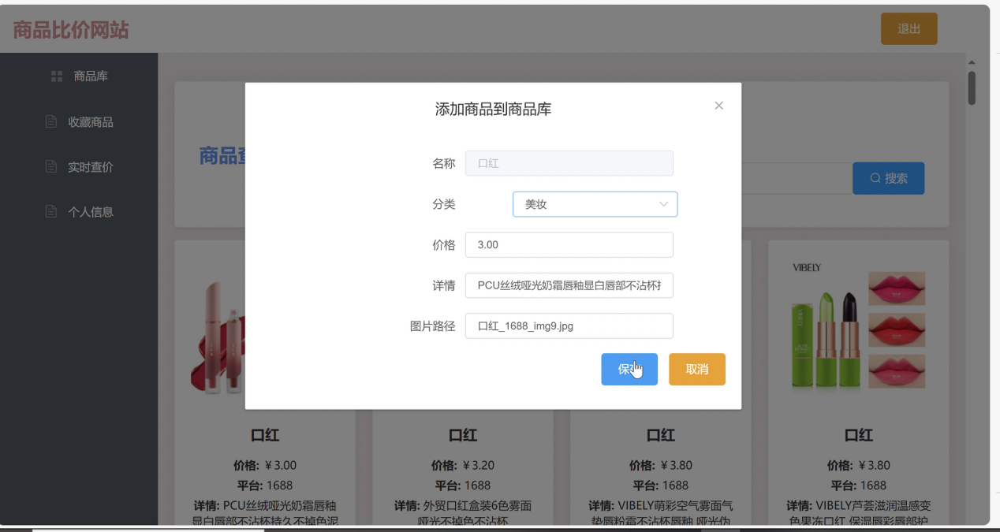 商品比价网站
退出
商品库
收藏商品
实时查价
个人信息
添加商品到商品库
名称 口红
分类 美妆
价格 3.00
详情 PCU丝绒哑光奶霜唇釉显白唇部不沾杯
图片路径 口红_1688_img9.jpg
取消
商品
搜索
VIBELY
口红
价格: ¥3.00
平台: 1688
详情: PCU丝绒哑光奶霜唇釉
显白唇部不沾杯持久不掉色泥
口红
价格: ¥3.20
平台: 1688
详情: 外贸口红盒装6色雾面
哑光不掉色不沾杯
口红
价格: ¥3.80
平台: 1688
详情: VIBELY萌彩空气雾面气
垫唇粉霜不沾杯唇釉 哑光伪
口红
价格: ¥3.80
平台: 1688
详情: VIBELY芦荟滋润温感变
色果冻口红 保湿唇彩唇部护